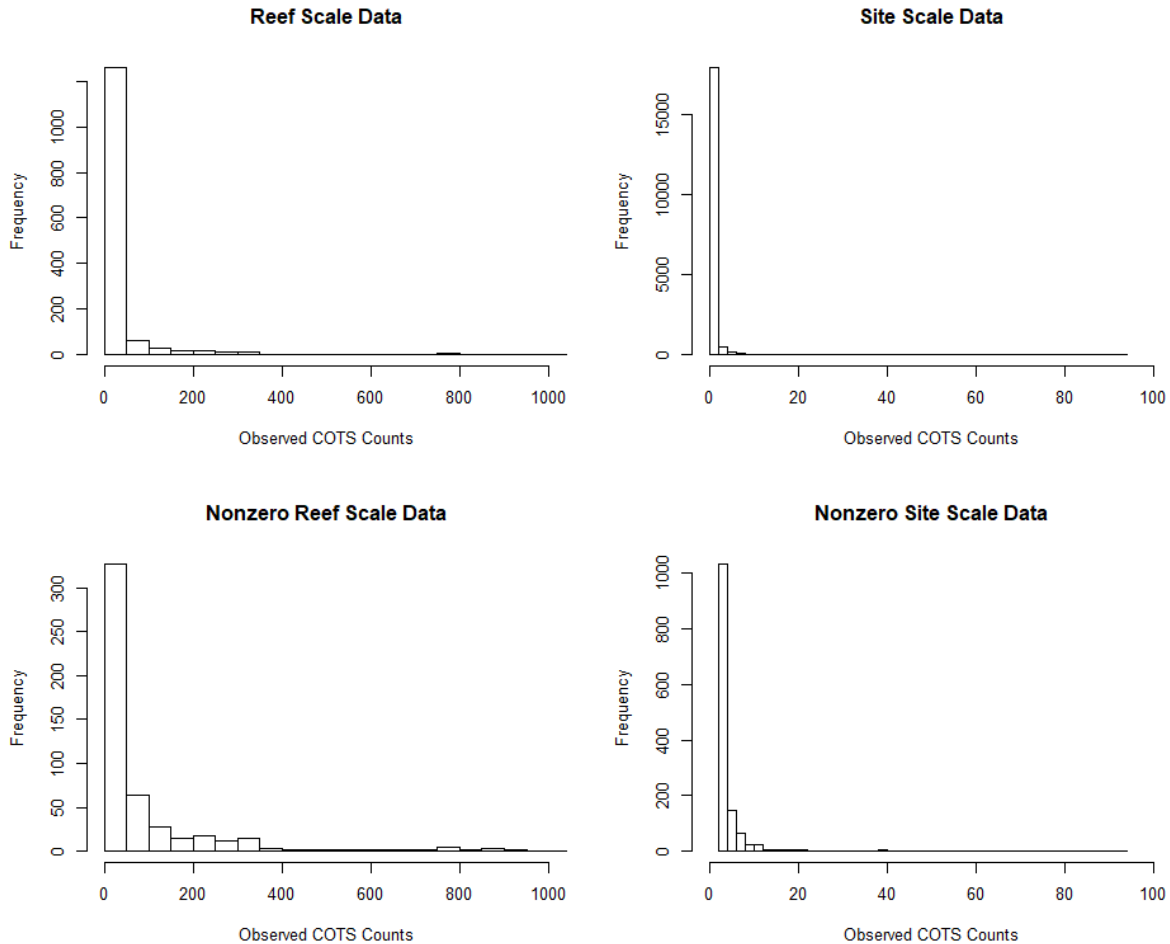 Reef Scale Data
Frequency
0 200 400 600 800 1000
0 200 400 600 800 1000
Observed COTS Counts
Site Scale Data
Frequency
0 5000 10000 15000
0 20 40 60 80 100
Observed COTS Counts
Nonzero Reef Scale Data
Frequency
0 50 100 150 200 250 300
0 200 400 600 800 1000
Observed COTS Counts
Nonzero Site Scale Data
Frequency
0 200 400 600 800 1000
0 20 40 60 80 100
Observed COTS Counts